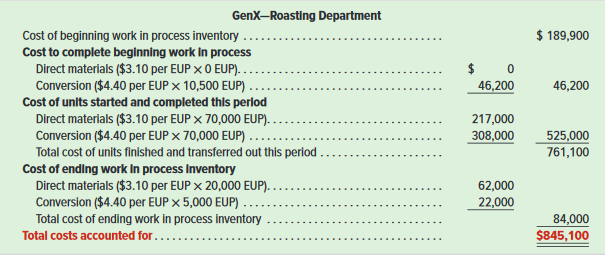 GenX—Roasting Department
Cost of beginning work in process inventory . . . . . . . . . . . . . . . . . . . . . . . . . . . . . . . . . $ 189,900
Cost to complete beginning work in process
Direct materials ($3.10 per EUP × 0 EUP). . . . . . . . . . . . . . . . . . . . . . . . . . . . . . . . . . $ 0
Conversion ($4.40 per EUP × 10,500 EUP) . . . . . . . . . . . . . . . . . . . . . . . . . . . . . . . . 46,200 46,200
Cost of units started and completed this period
Direct materials ($3.10 per EUP × 70,000 EUP). . . . . . . . . . . . . . . . . . . . . . . . . . . . . 217,000
Conversion ($4.40 per EUP × 70,000 EUP) . . . . . . . . . . . . . . . . . . . . . . . . . . . . . . . . 308,000 525,000
Total cost of units finished and transferred out this period . . . . . . . . . . . . . . . . . . . . 761,100
Cost of ending work in process inventory
Direct materials ($3.10 per EUP × 20,000 EUP). . . . . . . . . . . . . . . . . . . . . . . . . . . . . 62,000
Conversion ($4.40 per EUP × 5,000 EUP) . . . . . . . . . . . . . . . . . . . . . . . . . . . . . . . . . 22,000
Total cost of ending work in process inventory . . . . . . . . . . . . . . . . . . . . . . . . . . . . . 84,000
Total costs accounted for . . . . . . . . . . . . . . . . . . . . . . . . . . . . . . . . . . . . . . . . . . . . . . . $845,100